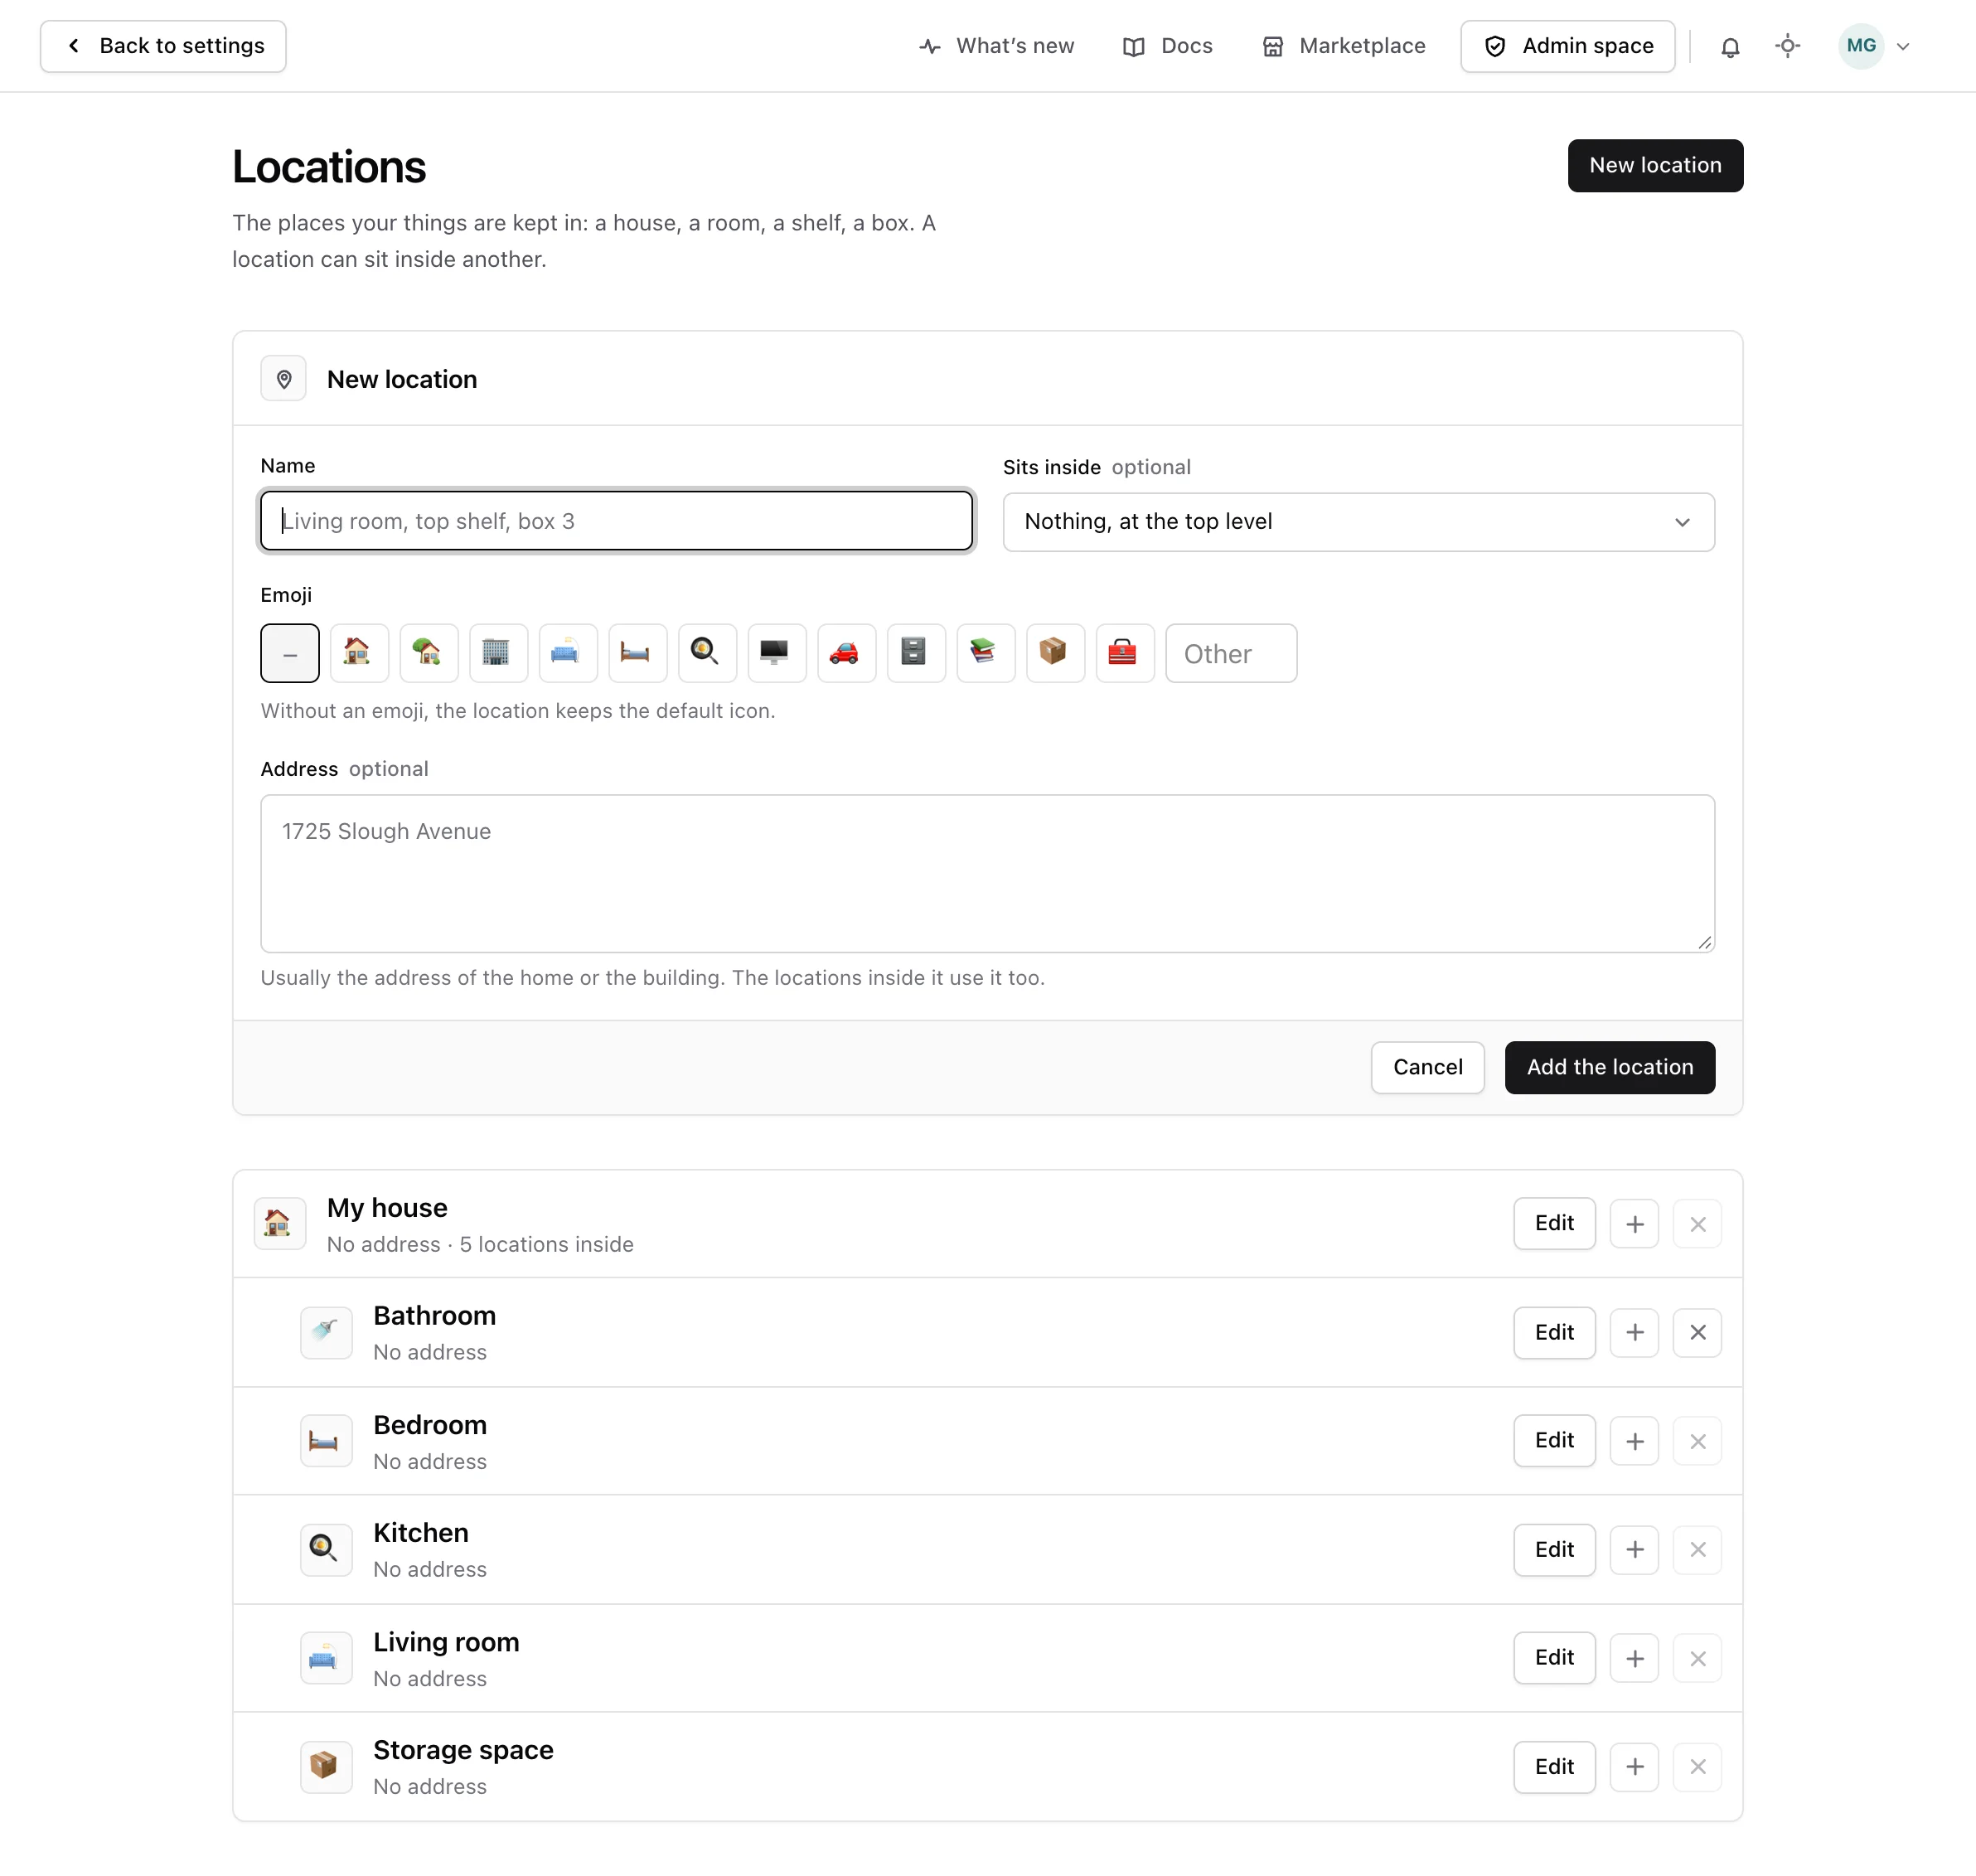 Back to settings
What's new
Docs
Marketplace
Admin space
MG
Locations
New location
The places your things are kept in: a house, a room, a shelf, a box. A
location can sit inside another.
New location
Name
Sits inside optional
Living room, top shelf, box 3
Nothing, at the top level
Emoji
–
Other
Without an emoji, the location keeps the default icon.
Address optional
1725 Slough Avenue
Usually the address of the home or the building. The locations inside it use it too.
Cancel
Add the location
My house
No address · 5 locations inside
Edit
Bathroom
No address
Edit
Bedroom
No address
Edit
Kitchen
No address
Edit
Living room
No address
Edit
Storage space
No address
Edit